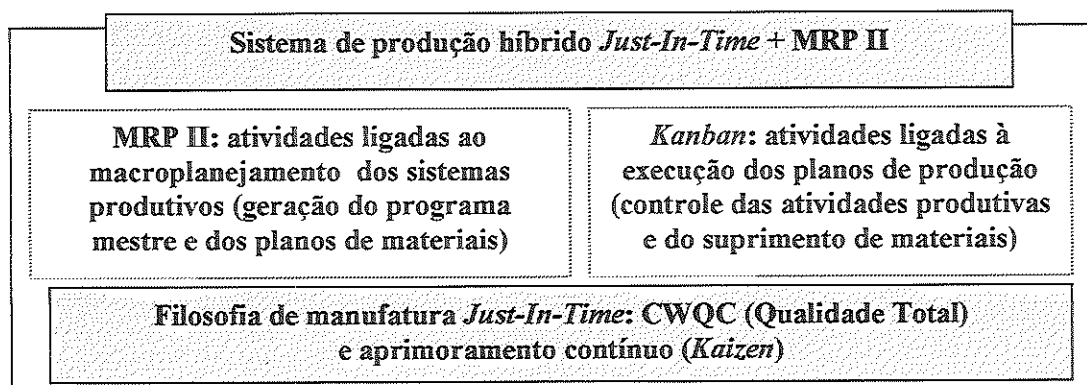 Sistema de produção híbrido Just-In-Time + MRP II
MRP II: atividades ligadas ao
macroplanejamento dos sistemas
produtivos (geração do programa
mestre e dos planos de materiais)
Kanban: atividades ligadas à
execução dos planos de produção
(controle das atividades produtivas
e do suprimento de materiais)
Filosofia de manufatura Just-In-Time: CWQC (Qualidade Total)
e aprimoramento contínuo (Kaizen)